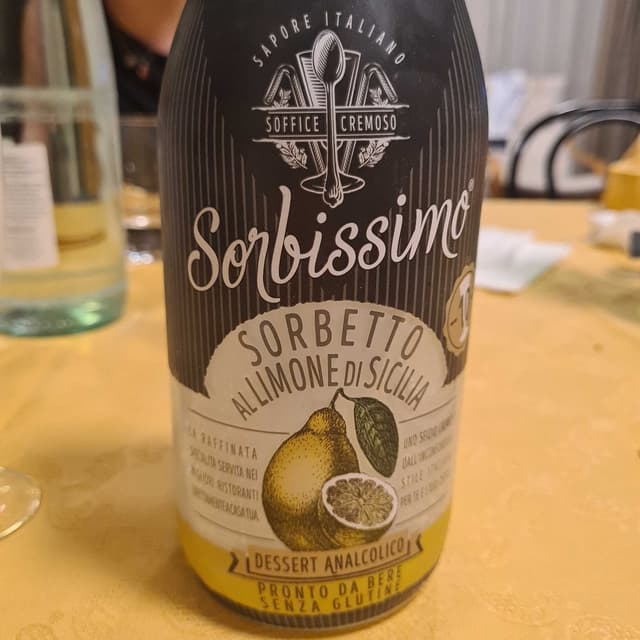 SAPORE ITALIANO
SOFFICE CREMOSO
Sorbissimo
SORBETTO
AL LIMONE DI SICILIA
LA RAFFINATA
SPECIALITÀ SERVITA NEI
MIGLIORI RISTORANTI
DIRETTAMENTE A CASA TUA
DESSERT ANALCOLICO
PRONTO DA BERE
SENZA GLUTINE